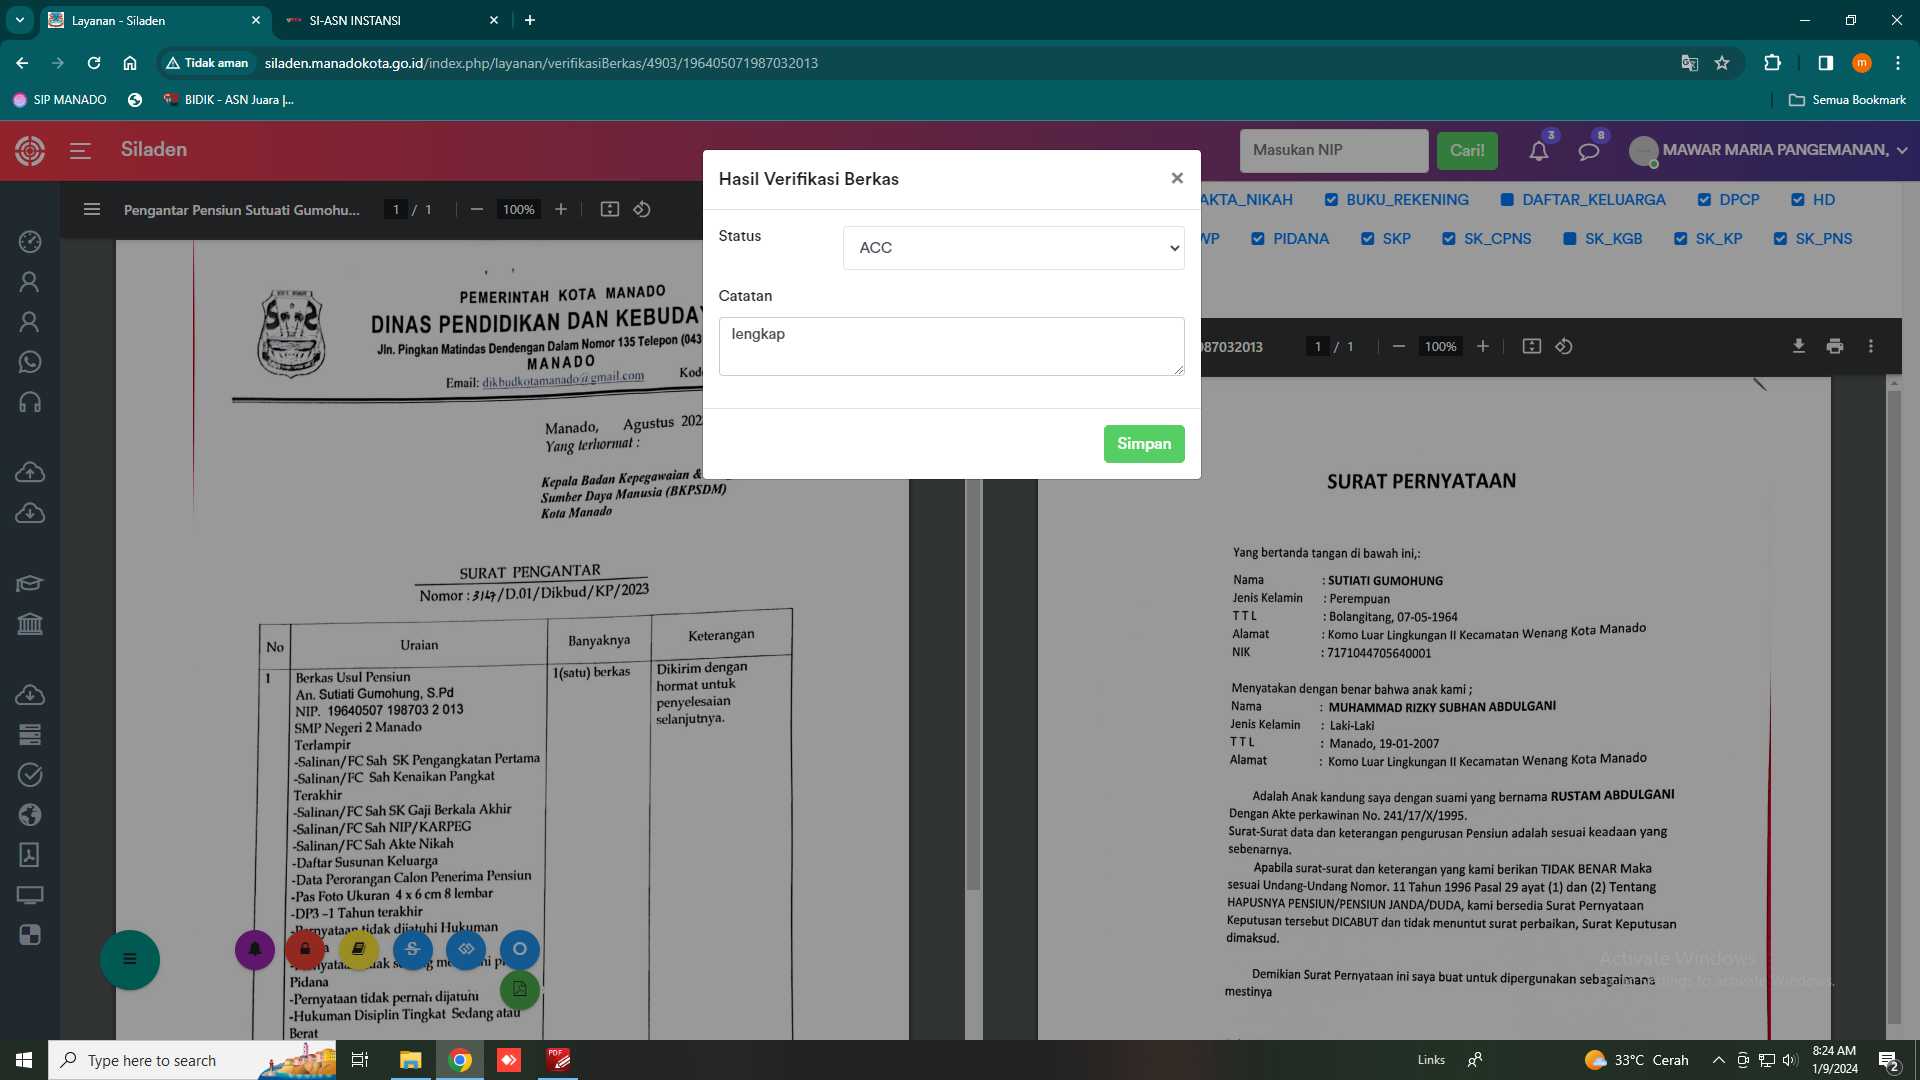 Layanan - Siladen
SI-ASN INSTANSI
Tidak aman
siladen.manadokota.go.id/index.php/layanan/verifikasiBerkas/4903/196405071987032013
m
SIP MANADO
BIDIK - ASN Juara |...
Semua Bookmark
Siladen
Masukan NIP
Cari!
3
8
MAWAR MARIA PANGEMANAN,
Pengantar Pensiun Sutuati Gumohu...
1 / 1
100%
Hasil Verifikasi Berkas
Status
ACC
Catatan
lengkap
Simpan
AKTA_NIKAH
BUKU_REKENING
DAFTAR_KELUARGA
DPCP
HD
WP
PIDANA
SKP
SK_CPNS
SK_KGB
SK_KP
SK_PNS
87032013
1 / 1
100%
PEMERINTAH KOTA MANADO
DINAS PENDIDIKAN DAN KEBUDAY
Jln. Pingkan Matindas Dendengan Dalam Nomor 135 Telepon (043
MANADO
Email: dikbudkotamanado@gmail.com
Kod
Manado, Agustus 202
Yang terhormat :
Kepala Badan Kepegawaian &
Sumber Daya Manusia (BKPSDM)
Kota Manado
SURAT PENGANTAR
Nomor : 3147/D.01/Dikbud/KP/2023
No Uraian Banyaknya Keterangan
1 Berkas Usul Pensiun
An. Sutiati Gumohung, S.Pd
NIP. 19640507 198703 2 013
SMP Negeri 2 Manado
Terlampir
-Salinan/FC Sah SK Pengangkatan Pertama
-Salinan/FC Sah Kenaikan Pangkat
Terakhir
-Salinan/FC Sah SK Gaji Berkala Akhir
-Salinan/FC Sah NIP/KARPEG
-Salinan/FC Sah Akte Nikah
-Daftar Susunan Keluarga
-Data Perorangan Calon Penerima Pensiun
-Pas Foto Ukuran 4 x 6 cm 8 lembar
-DP3 -1 Tahun terakhir
-Pernyataan tidak dijatuhi Hukuman
Pidana
-Pernyataan tidak pernah dijatuhi
-Hukuman Disiplin Tingkat Sedang atau
Berat
1(satu) berkas
Dikirim dengan
hormat untuk
penyelesaian
selanjutnya.
SURAT PERNYATAAN
Yang bertanda tangan di bawah ini,:
Nama : SUTIATI GUMOHUNG
Jenis Kelamin : Perempuan
T T L : Bolangitang, 07-05-1964
Alamat : Komo Luar Lingkungan II Kecamatan Wenang Kota Manado
NIK : 7171044705640001
Menyatakan dengan benar bahwa anak kami ;
Nama : MUHAMMAD RIZKY SUBHAN ABDULGANI
Jenis Kelamin : Laki-Laki
T T L : Manado, 19-01-2007
Alamat : Komo Luar Lingkungan II Kecamatan Wenang Kota Manado
Adalah Anak kandung saya dengan suami yang bernama RUSTAM ABDULGANI
Dengan Akte perkawinan No. 241/17/X/1995.
Surat-Surat data dan keterangan pengurusan Pensiun adalah sesuai keadaan yang
sebenarnya.
Apabila surat-surat dan keterangan yang kami berikan TIDAK BENAR Maka
sesuai Undang-Undang Nomor. 11 Tahun 1996 Pasal 29 ayat (1) dan (2) Tentang
HAPUSNYA PENSIUN/PENSIUN JANDA/DUDA, kami bersedia Surat Pernyataan
Keputusan tersebut DICABUT dan tidak menuntut surat perbaikan, Surat Keputusan
dimaksud.
Demikian Surat Pernyataan ini saya buat untuk dipergunakan sebagaimana
mestinya
Activate Windows
Type here to search
PDF
Links
33°C Cerah
8:24 AM
1/9/2024
2